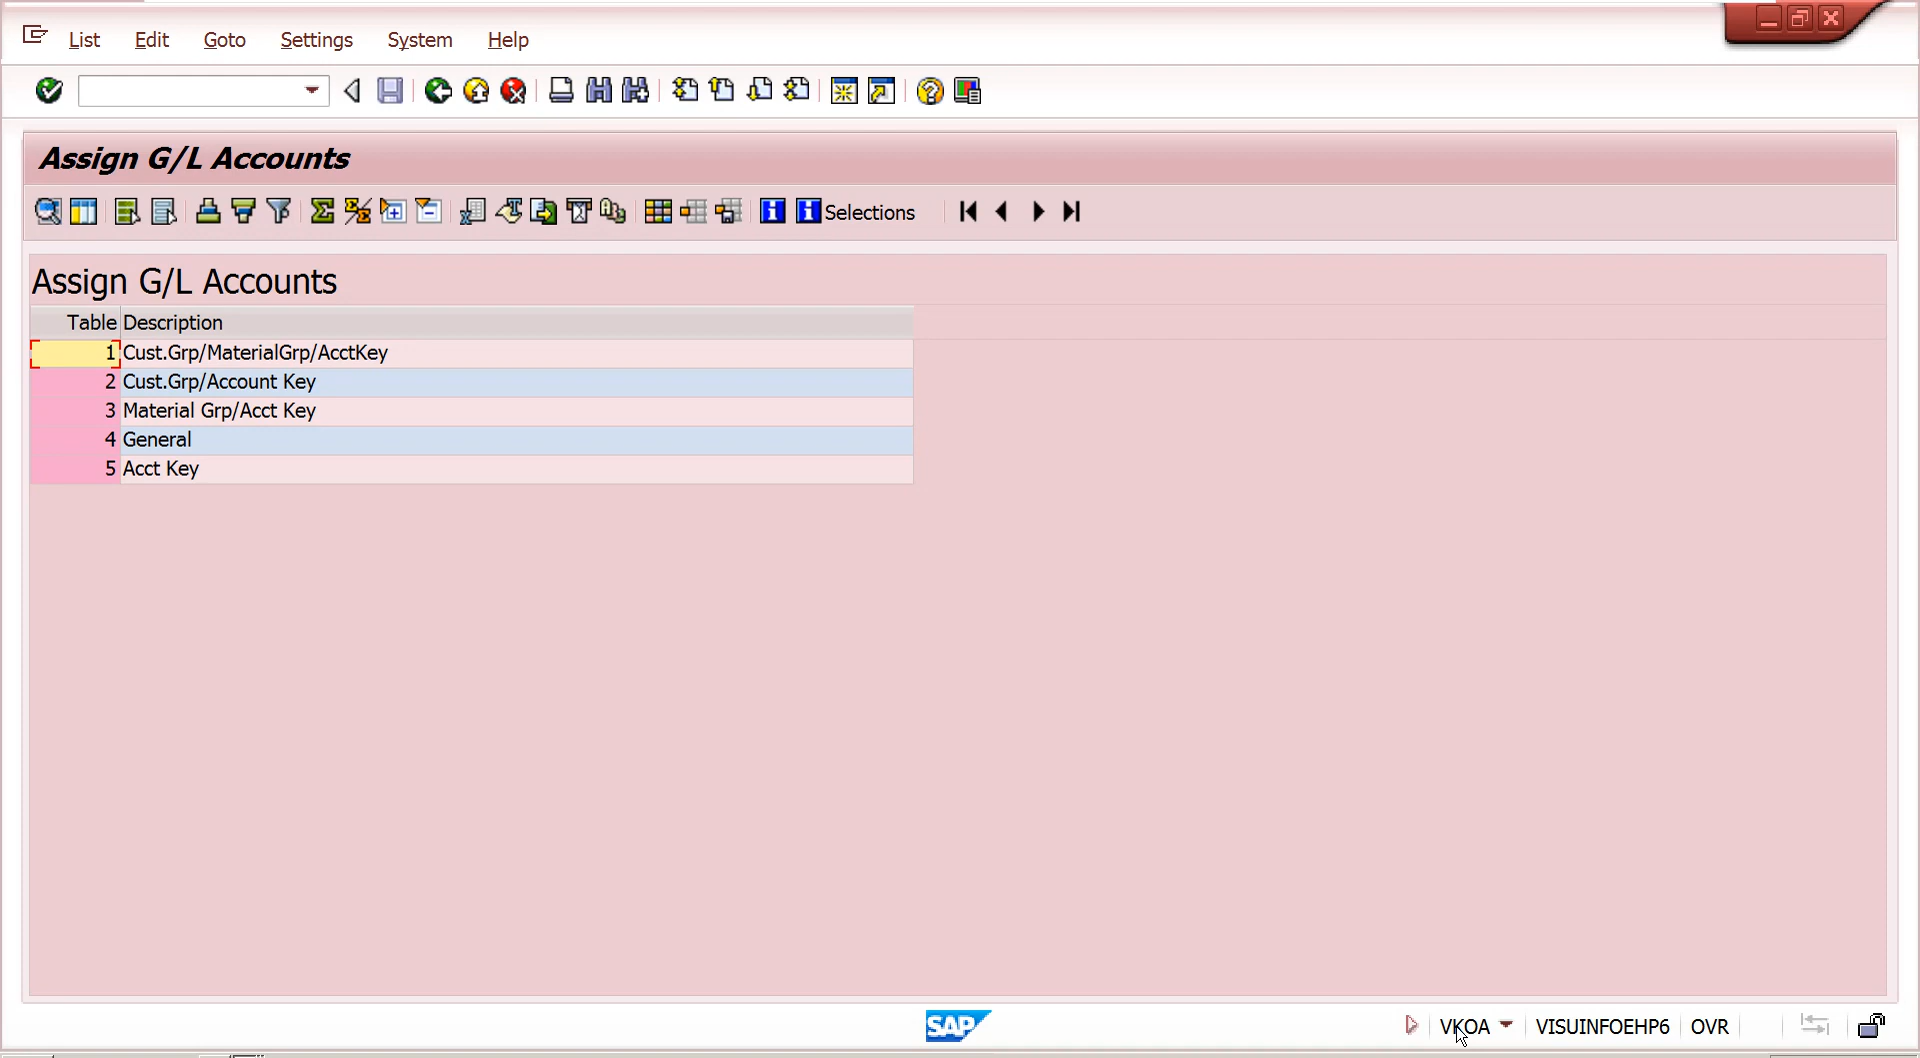 List Edit Goto Settings System Help
Assign G/L Accounts
Selections
Assign G/L Accounts
Table Description
1 Cust.Grp/MaterialGrp/AcctKey
2 Cust.Grp/Account Key
3 Material Grp/Acct Key
4 General
5 Acct Key
SAP VKOA VISUINFOEHP6 OVR